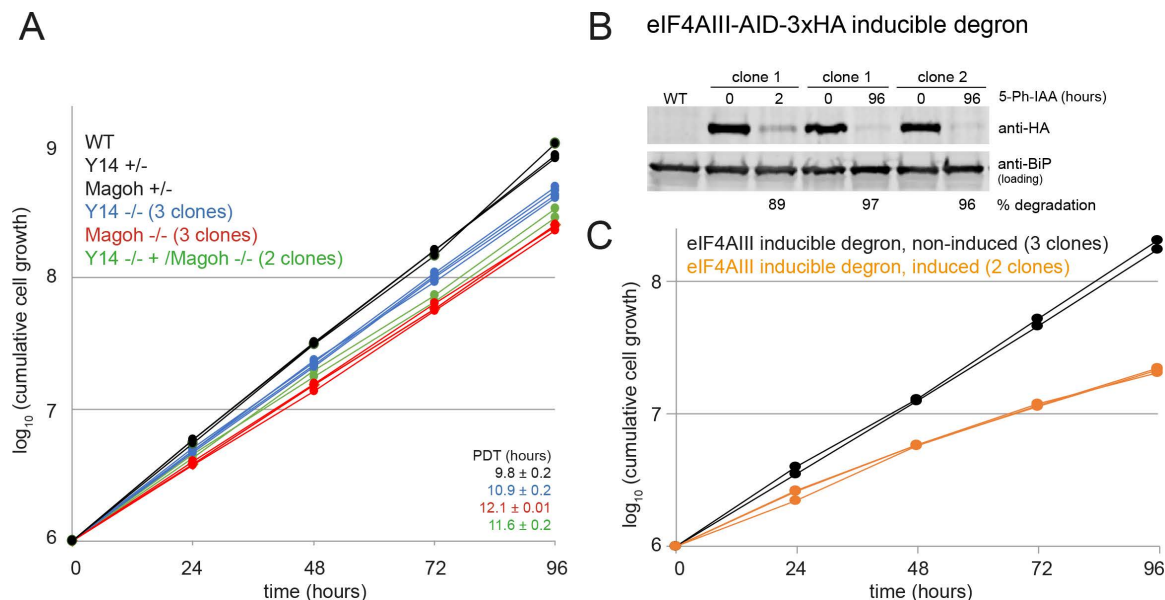 A
9
8
7
6
log10 (cumulative cell growth)
WT
Y14 +/-
Magoh +/-
Y14 -/- (3 clones)
Magoh -/- (3 clones)
Y14 -/- + /Magoh -/- (2 clones)
PDT (hours)
9.8 ± 0.2
10.9 ± 0.2
12.1 ± 0.01
11.6 ± 0.2
0 24 48 72 96
time (hours)
B eIF4AIII-AID-3xHA inducible degron
clone 1 clone 1 clone 2
WT 0 2 0 96 0 96 5-Ph-IAA (hours)
anti-HA
anti-BiP
(loading)
89 97 96 % degradation
C
eIF4AIII inducible degron, non-induced (3 clones)
eIF4AIII inducible degron, induced (2 clones)
8
7
6
log10 (cumulative cell growth)
0 24 48 72 96
time (hours)